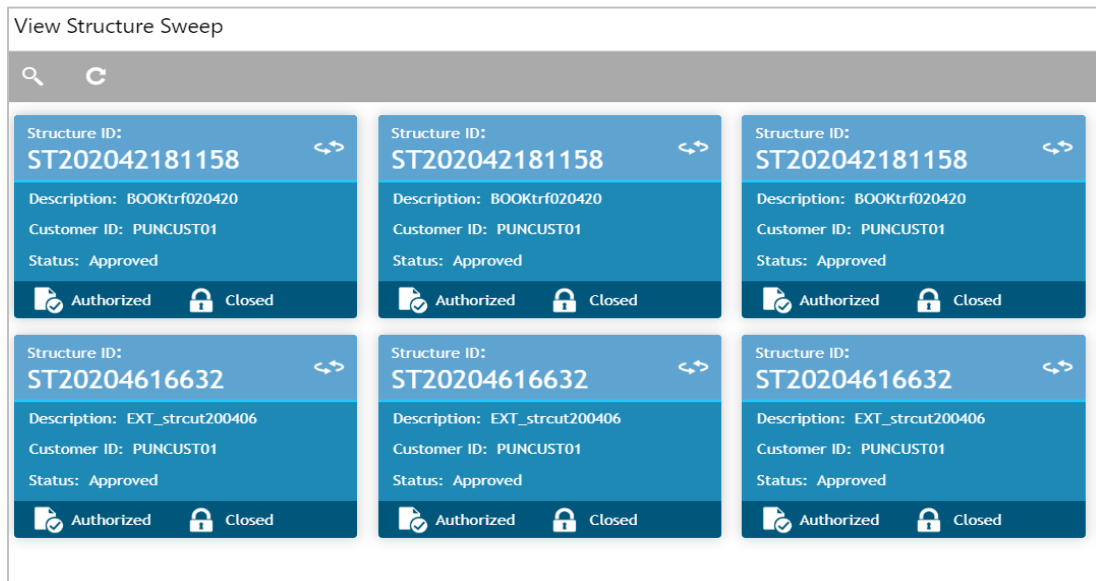 View Structure Sweep
Structure ID:
ST202042181158
Description: BOOKtrf020420
Customer ID: PUNCUST01
Status: Approved
Authorized Closed
Structure ID:
ST202042181158
Description: BOOKtrf020420
Customer ID: PUNCUST01
Status: Approved
Authorized Closed
Structure ID:
ST202042181158
Description: BOOKtrf020420
Customer ID: PUNCUST01
Status: Approved
Authorized Closed
Structure ID:
ST20204616632
Description: EXT_strcut200406
Customer ID: PUNCUST01
Status: Approved
Authorized Closed
Structure ID:
ST20204616632
Description: EXT_strcut200406
Customer ID: PUNCUST01
Status: Approved
Authorized Closed
Structure ID:
ST20204616632
Description: EXT_strcut200406
Customer ID: PUNCUST01
Status: Approved
Authorized Closed